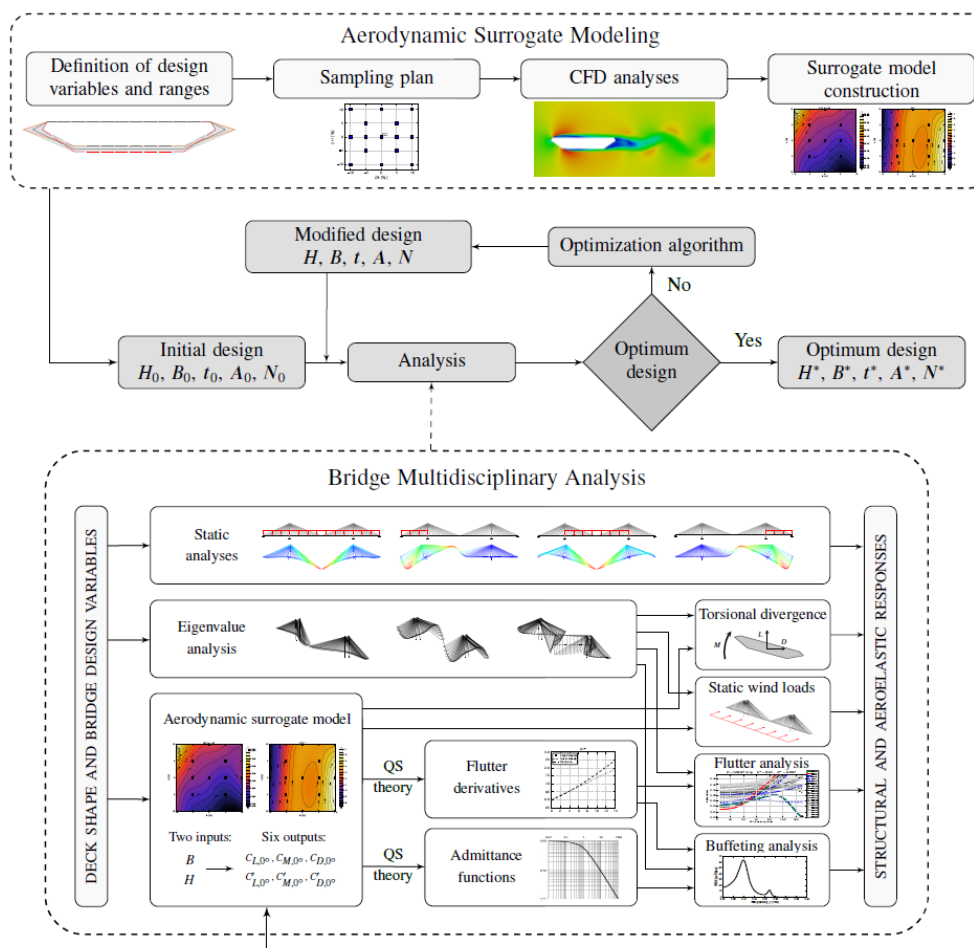 Aerodynamic Surrogate Modeling
Definition of design
variables and ranges
Sampling plan
CFD analyses
Surrogate model
construction
Modified design
H, B, t, A, N
Optimization algorithm
No
Initial design
H₀, B₀, t₀, A₀, N₀
Analysis
Optimum
design
Yes
Optimum design
H*, B*, t*, A*, N*
Bridge Multidisciplinary Analysis
DECK SHAPE AND BRIDGE DESIGN VARIABLES
Static
analyses
Eigenvalue
analysis
Aerodynamic surrogate model
Two inputs:
B
H
Six outputs:
C_{L,0°}, C_{M,0°}, C_{D,0°}
C'_{L,0°}, C'_{M,0°}, C'_{D,0°}
QS
theory
Flutter
derivatives
QS
theory
Admittance
functions
Torsional divergence
M
L
D
Static wind loads
Flutter analysis
Buffeting analysis
STRUCTURAL AND AEROELASTIC RESPONSES